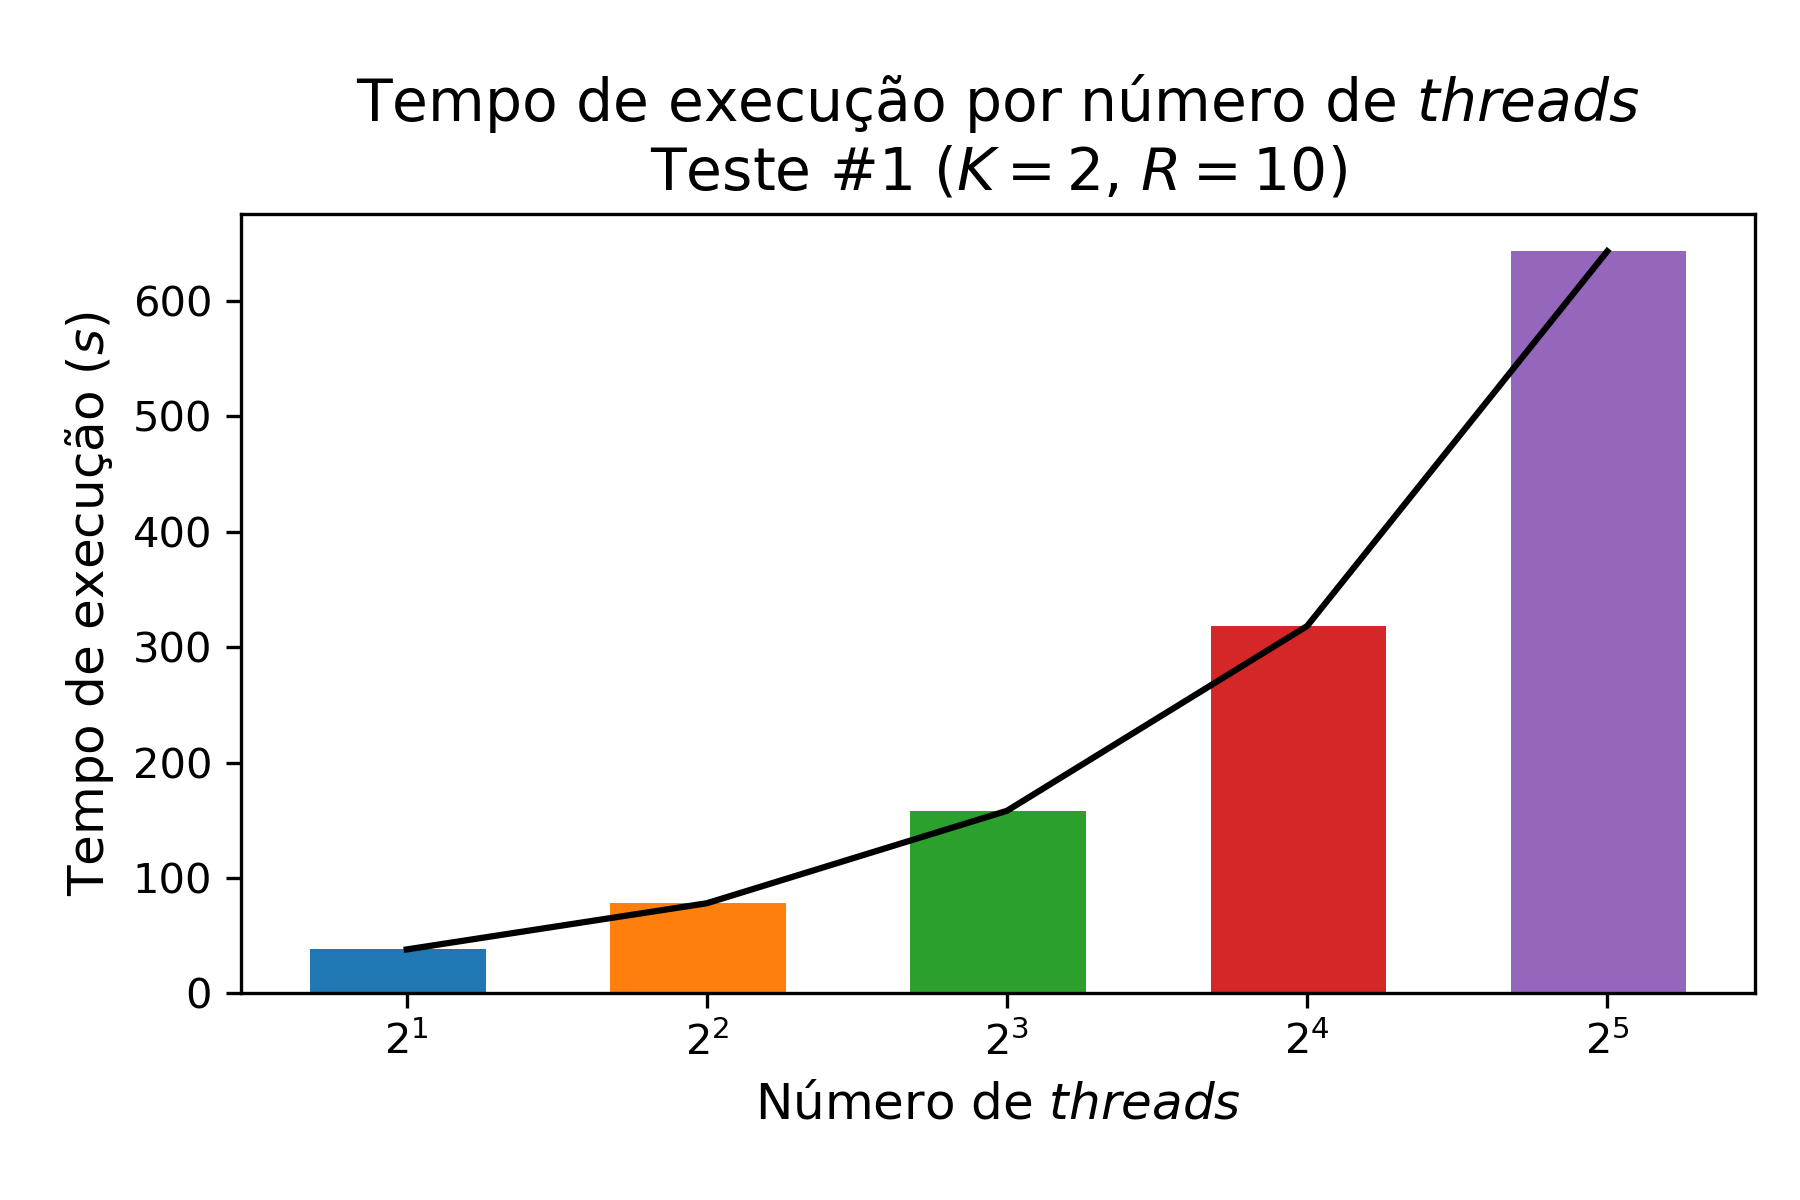 Tempo de execução por número de threads
Teste #1 (K = 2, R = 10)
Tempo de execução (s)
600
500
400
300
200
100
0
2¹ 2² 2³ 2⁴ 2⁵
Número de threads